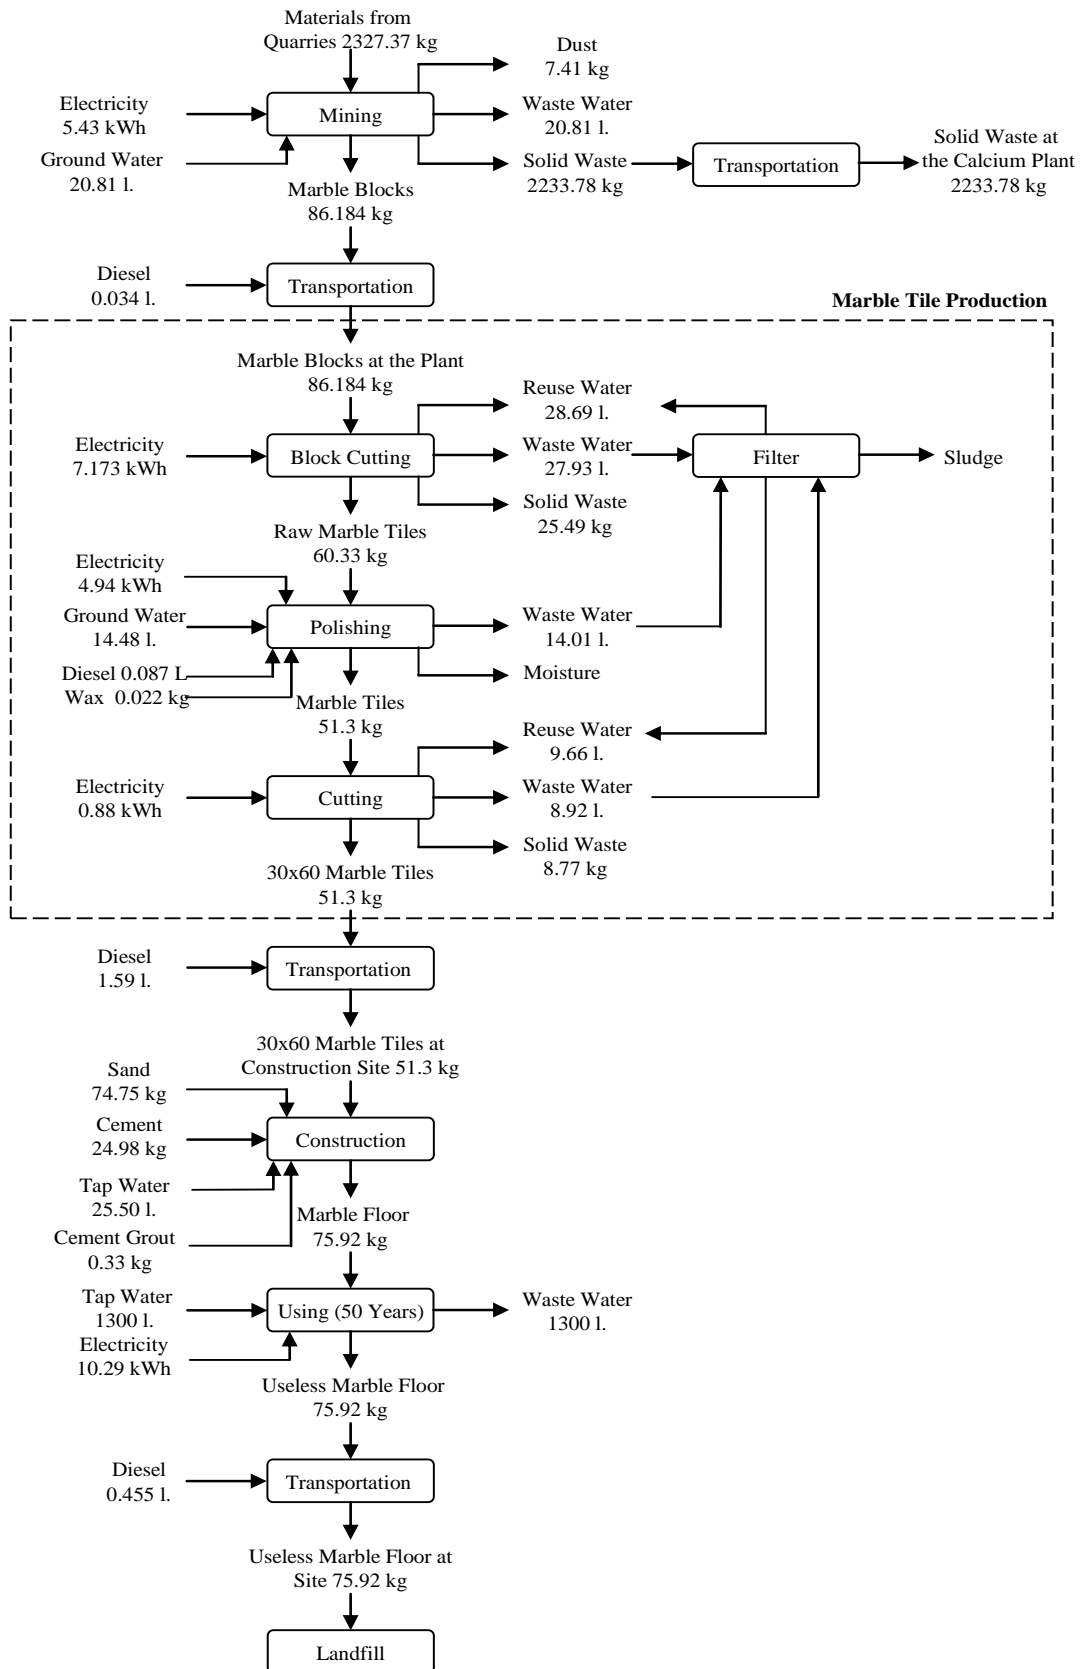 Materials from
Quarries 2327.37 kg
Dust
7.41 kg
Electricity
5.43 kWh
Mining
Waste Water
20.81 l.
Ground Water
20.81 l.
Solid Waste
2233.78 kg
Transportation
Solid Waste at
the Calcium Plant
2233.78 kg
Marble Blocks
86.184 kg
Diesel
0.034 l.
Transportation
Marble Tile Production
Marble Blocks at the Plant
86.184 kg
Reuse Water
28.69 l.
Electricity
7.173 kWh
Block Cutting
Waste Water
27.93 l.
Filter
Sludge
Solid Waste
25.49 kg
Raw Marble Tiles
60.33 kg
Electricity
4.94 kWh
Ground Water
14.48 l.
Polishing
Waste Water
14.01 l.
Diesel 0.087 L
Wax 0.022 kg
Moisture
Marble Tiles
51.3 kg
Reuse Water
9.66 l.
Electricity
0.88 kWh
Cutting
Waste Water
8.92 l.
Solid Waste
8.77 kg
30x60 Marble Tiles
51.3 kg
Diesel
1.59 l.
Transportation
30x60 Marble Tiles at
Construction Site 51.3 kg
Sand
74.75 kg
Cement
24.98 kg
Construction
Tap Water
25.50 l.
Cement Grout
0.33 kg
Marble Floor
75.92 kg
Tap Water
1300 l.
Using (50 Years)
Waste Water
1300 l.
Electricity
10.29 kWh
Useless Marble Floor
75.92 kg
Diesel
0.455 l.
Transportation
Useless Marble Floor at
Site 75.92 kg
Landfill